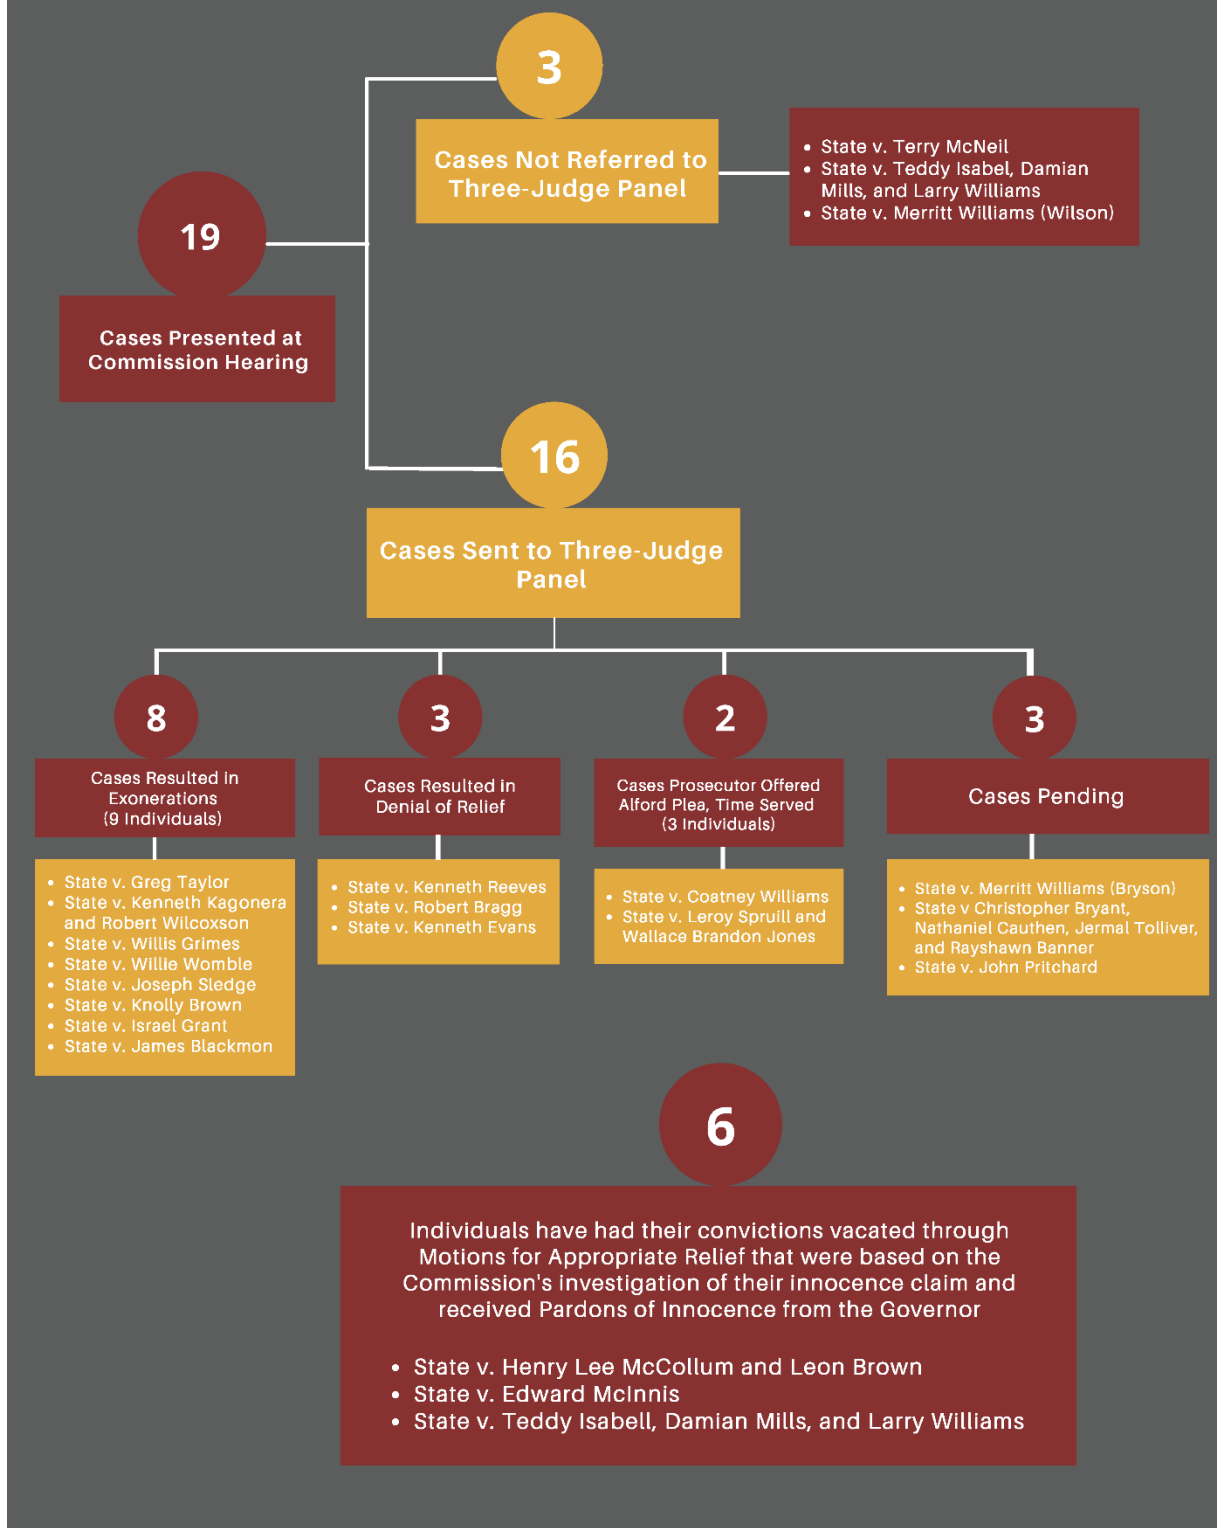 3
Cases Not Referred to
Three-Judge Panel
• State v. Terry McNeil
• State v. Teddy Isabel, Damian
Mills, and Larry Williams
• State v. Merritt Williams (Wilson)
19
Cases Presented at
Commission Hearing
16
Cases Sent to Three-Judge
Panel
8
Cases Resulted in
Exonerations
(9 Individuals)
• State v. Greg Taylor
• State v. Kenneth Kagonera
and Robert Wilcoxson
• State v. Willis Grimes
• State v. Willie Womble
• State v. Joseph Sledge
• State v. Knolly Brown
• State v. Israel Grant
• State v. James Blackmon
3
Cases Resulted in
Denial of Relief
• State v. Kenneth Reeves
• State v. Robert Bragg
• State v. Kenneth Evans
2
Cases Prosecutor Offered
Alford Plea, Time Served
(3 Individuals)
• State v. Coatney Williams
• State v. Leroy Spruill and
Wallace Brandon Jones
3
Cases Pending
• State v. Merritt Williams (Bryson)
• State v Christopher Bryant,
Nathaniel Cauthen, Jermal Tolliver,
and Rayshawn Banner
• State v. John Pritchard
6
Individuals have had their convictions vacated through
Motions for Appropriate Relief that were based on the
Commission's investigation of their innocence claim and
received Pardons of Innocence from the Governor
• State v. Henry Lee McCollum and Leon Brown
• State v. Edward McInnis
• State v. Teddy Isabell, Damian Mills, and Larry Williams